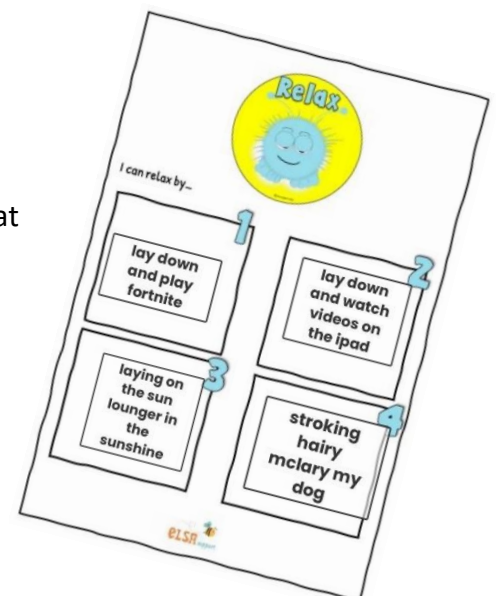 at
Relax
I can relax by...
1
lay down
and play
fortnite
2
lay down
and watch
videos on
the ipad
3
laying on
the sun
lounger in
the
sunshine
4
stroking
hairy
mclary my
dog
eLSA support